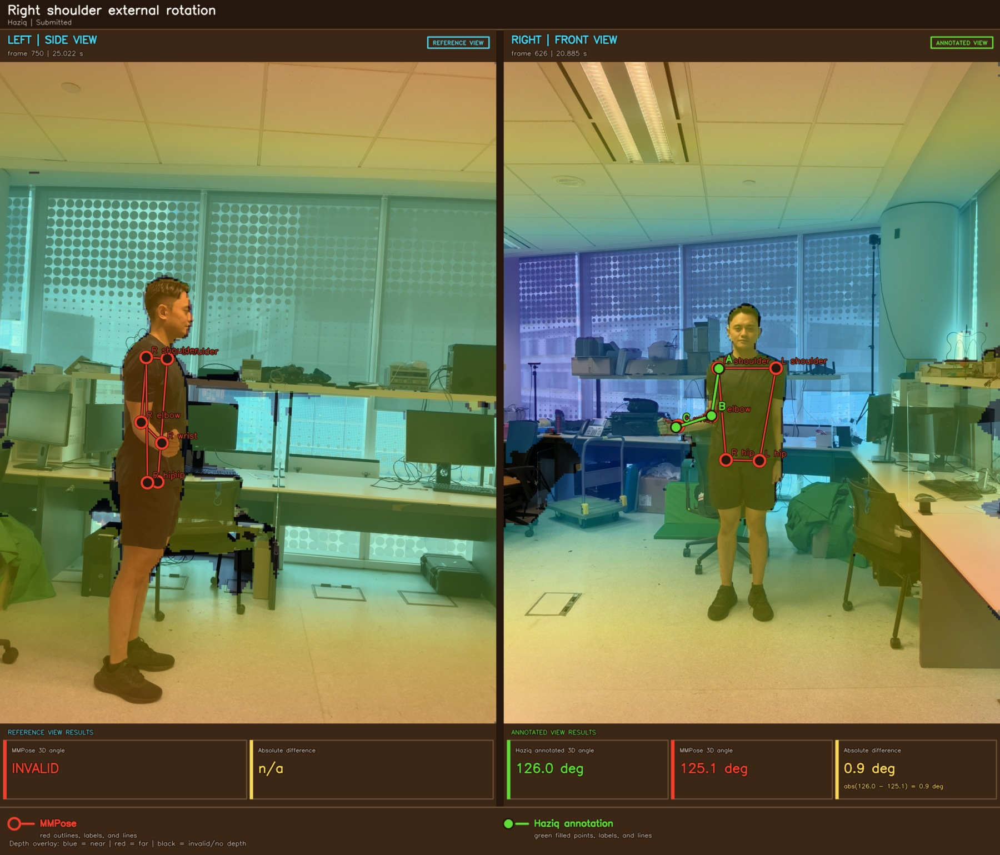 Right shoulder external rotation
Haziq | Submitted
LEFT | SIDE VIEW
REFERENCE VIEW
frame 750 | 25.022 s
RIGHT | FRONT VIEW
ANNOTATED VIEW
frame 626 | 20.885 s
R shoulder
R elbow
R wrist
R hip
A shoulder
L shoulder
B elbow
C
R hip
L hip
REFERENCE VIEW RESULTS
MMPose 3D angle
INVALID
Absolute difference
n/a
ANNOTATED VIEW RESULTS
Haziq annotated 3D angle
126.0 deg
MMPose 3D angle
125.1 deg
Absolute difference
0.9 deg
abs(126.0 - 125.1) = 0.9 deg
MMPose
red outlines, labels, and lines
Depth overlay: blue = near | red = far | black = invalid/no depth
Haziq annotation
green filled points, labels, and lines